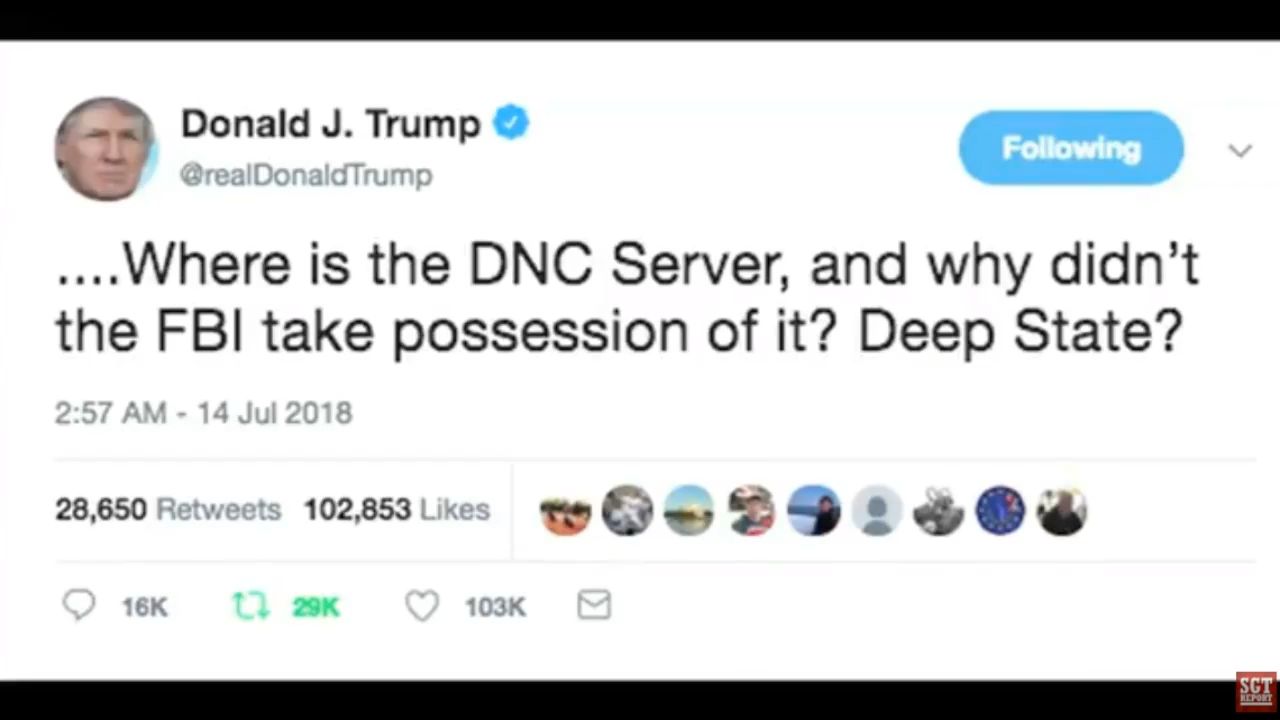 Donald J. Trump
@realDonaldTrump
Following
....Where is the DNC Server, and why didn't
the FBI take possession of it? Deep State?
2:57 AM - 14 Jul 2018
28,650 Retweets 102,853 Likes
16K 29K 103K
SGT
REPORT